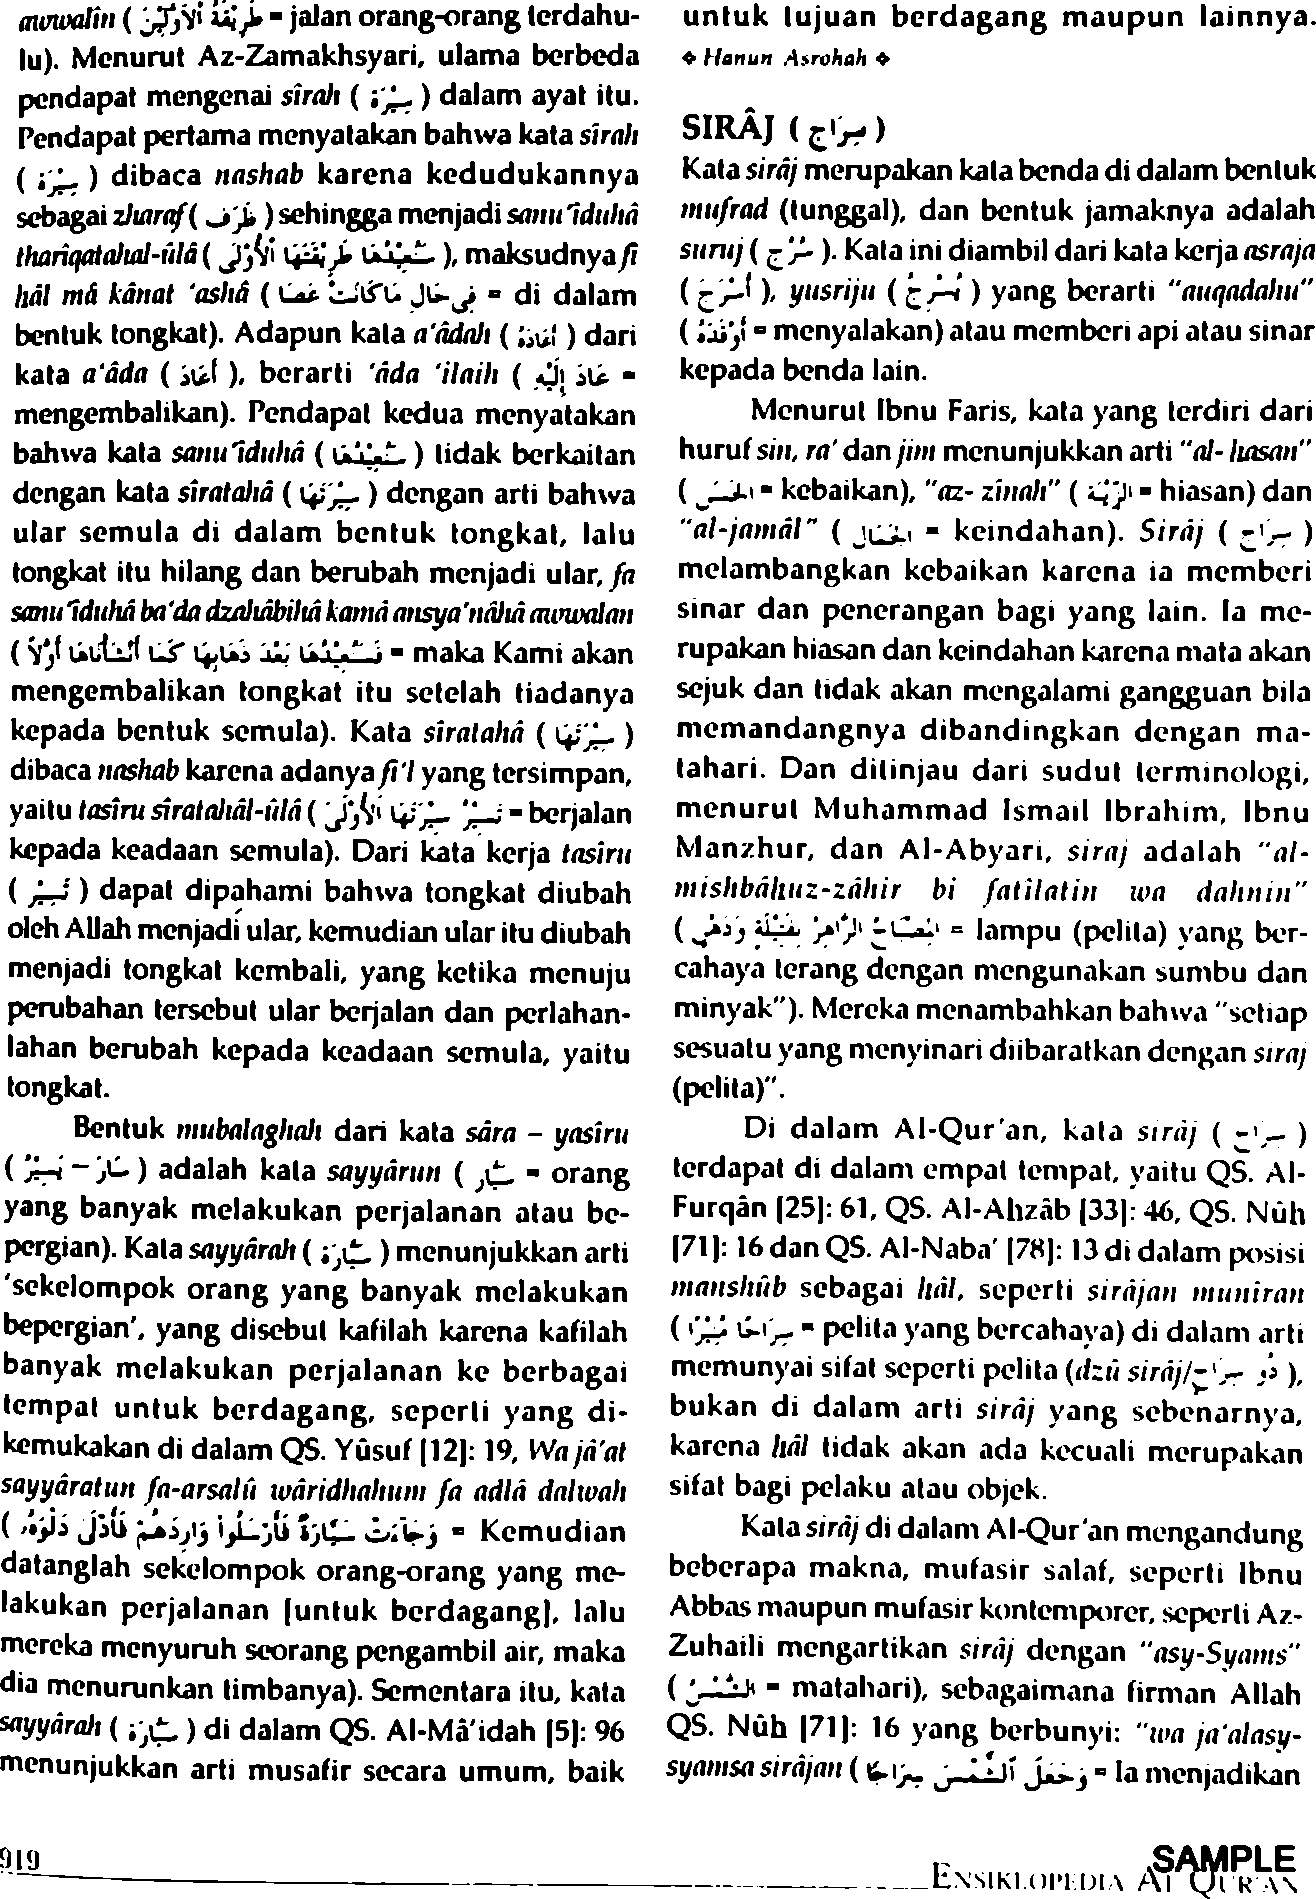 awwalîn ( طَرِيْقَةُ الْأَوَّلِيْنَ = jalan orang-orang terdahu-
lu). Menurut Az-Zamakhsyari, ulama berbeda
pendapat mengenai sîrah ( سِيْرَة ) dalam ayat itu.
Pendapat pertama menyatakan bahwa kata sîrah
( سِيْرَة ) dibaca nashab karena kedudukannya
sebagai zharaf ( ظَرْف ) sehingga menjadi sanu'îduhâ
tharîqatahal-ûlâ ( سَنُعِيْدُهَا طَرِيْقَتَهَا الْأُوْلَى ), maksudnya fî
hâl mâ kânat 'ashâ ( فِي حَالِ مَا كَانَتْ عَصًا = di dalam
bentuk tongkat). Adapun kata a'âdah ( أَعَادَة ) dari
kata a'âda ( أَعَادَ ), berarti 'âda 'ilaih ( عَادَ إِلَيْهِ =
mengembalikan). Pendapat kedua menyatakan
bahwa kata sanu'îduhâ ( سَنُعِيْدُهَا ) tidak berkaitan
dengan kata sîratahâ ( سِيْرَتَهَا ) dengan arti bahwa
ular semula di dalam bentuk tongkat, lalu
tongkat itu hilang dan berubah menjadi ular, fa
sanu'îduhâ ba'da dzahâbihâ kamâ ansya'nâhâ awwalan
( فَسَنُعِيْدُهَا بَعْدَ ذَهَابِهَا كَمَا أَنْشَأْنَاهَا أَوَّلاً = maka Kami akan
mengembalikan tongkat itu setelah tiadanya
kepada bentuk semula). Kata sîratahâ ( سِيْرَتَهَا )
dibaca nashab karena adanya fi'l yang tersimpan,
yaitu tasîru sîratahâl-ûlâ ( تَسِيْرُ سِيْرَتَهَا الْأُوْلَى = berjalan
kepada keadaan semula). Dari kata kerja tasîru
( تَسِيْرُ ) dapat dipahami bahwa tongkat diubah
oleh Allah menjadi ular, kemudian ular itu diubah
menjadi tongkat kembali, yang ketika menuju
perubahan tersebut ular berjalan dan perlahan-
lahan berubah kepada keadaan semula, yaitu
tongkat.
Bentuk mubalaghah dari kata sâra – yasîru
( سَارَ – يَسِيْرُ ) adalah kata sayyârun ( سَيَّار = orang
yang banyak melakukan perjalanan atau be-
pergian). Kata sayyârah ( سَيَّارَة ) menunjukkan arti
'sekelompok orang yang banyak melakukan
bepergian', yang disebut kafilah karena kafilah
banyak melakukan perjalanan ke berbagai
tempat untuk berdagang, seperti yang di-
kemukakan di dalam QS. Yûsuf [12]: 19, Wa jâ'at
sayyâratun fa-arsalû wâridhahum fa adlâ dalwah
( وَجَآءَتْ سَيَّارَةٌ فَأَرْسَلُوا وَارِدَهُمْ فَأَدْلَى دَلْوَهُ، = Kemudian
datanglah sekelompok orang-orang yang me-
lakukan perjalanan [untuk berdagang], lalu
mereka menyuruh seorang pengambil air, maka
dia menurunkan timbanya). Sementara itu, kata
sayyârah ( سَيَّارَة ) di dalam QS. Al-Mâ'idah [5]: 96
menunjukkan arti musafir secara umum, baik
untuk tujuan berdagang maupun lainnya.
❖ Hanun Asrohah ❖
SIRÂJ ( سِرَاج )
Kata sirâj merupakan kata benda di dalam bentuk
mufrad (tunggal), dan bentuk jamaknya adalah
suruj ( سُرُج ). Kata ini diambil dari kata kerja asraja
( أَسْرَجَ ), yusriju ( يُسْرِجُ ) yang berarti "auqadahu"
( أَوْقَدَهُ = menyalakan) atau memberi api atau sinar
kepada benda lain.
Menurut Ibnu Faris, kata yang terdiri dari
huruf sin, ra' dan jim menunjukkan arti "al- hasan"
( الْحَسَن = kebaikan), "az- zînah" ( الزِّيْنَة = hiasan) dan
"al-jamâl" ( الْجَمَال = keindahan). Sirâj ( سِرَاج )
melambangkan kebaikan karena ia memberi
sinar dan penerangan bagi yang lain. Ia me-
rupakan hiasan dan keindahan karena mata akan
sejuk dan tidak akan mengalami gangguan bila
memandangnya dibandingkan dengan ma-
tahari. Dan ditinjau dari sudut terminologi,
menurut Muhammad Ismail Ibrahim, Ibnu
Manzhur, dan Al-Abyari, siraj adalah "al-
mishbâhuz-zâhir bi fatîlatin wa dahnin"
( الْمِصْبَاحُ الزَّاهِرُ بِفَتِيْلَةٍ وَدَهْنٍ = lampu (pelita) yang ber-
cahaya terang dengan mengunakan sumbu dan
minyak"). Mereka menambahkan bahwa "setiap
sesuatu yang menyinari diibaratkan dengan siraj
(pelita)".
Di dalam Al-Qur'an, kata sirâj ( سِرَاج )
terdapat di dalam empat tempat, yaitu QS. Al-
Furqân [25]: 61, QS. Al-Ahzâb [33]: 46, QS. Nûh
[71]: 16 dan QS. Al-Naba' [78]: 13 di dalam posisi
manshûb sebagai hâl, seperti sirâjan muniran
( سِرَاجًا مُنِيْرًا = pelita yang bercahaya) di dalam arti
memunyai sifat seperti pelita (dzû sirâj/ذُو سِرَاج ),
bukan di dalam arti sirâj yang sebenarnya,
karena hâl tidak akan ada kecuali merupakan
sifat bagi pelaku atau objek.
Kata sirâj di dalam Al-Qur'an mengandung
beberapa makna, mufasir salaf, seperti Ibnu
Abbas maupun mufasir kontemporer, seperti Az-
Zuhaili mengartikan sirâj dengan "asy-Syams"
( الشَّمْسُ = matahari), sebagaimana firman Allah
QS. Nûh [71]: 16 yang berbunyi: "wa ja'alasy-
syamsa sirâjan ( وَجَعَلَ ٱلشَّمْسَ سِرَاجًا = Ia menjadikan
919
ENSIKLOPEDIA AL QUR'AN
SAMPLE